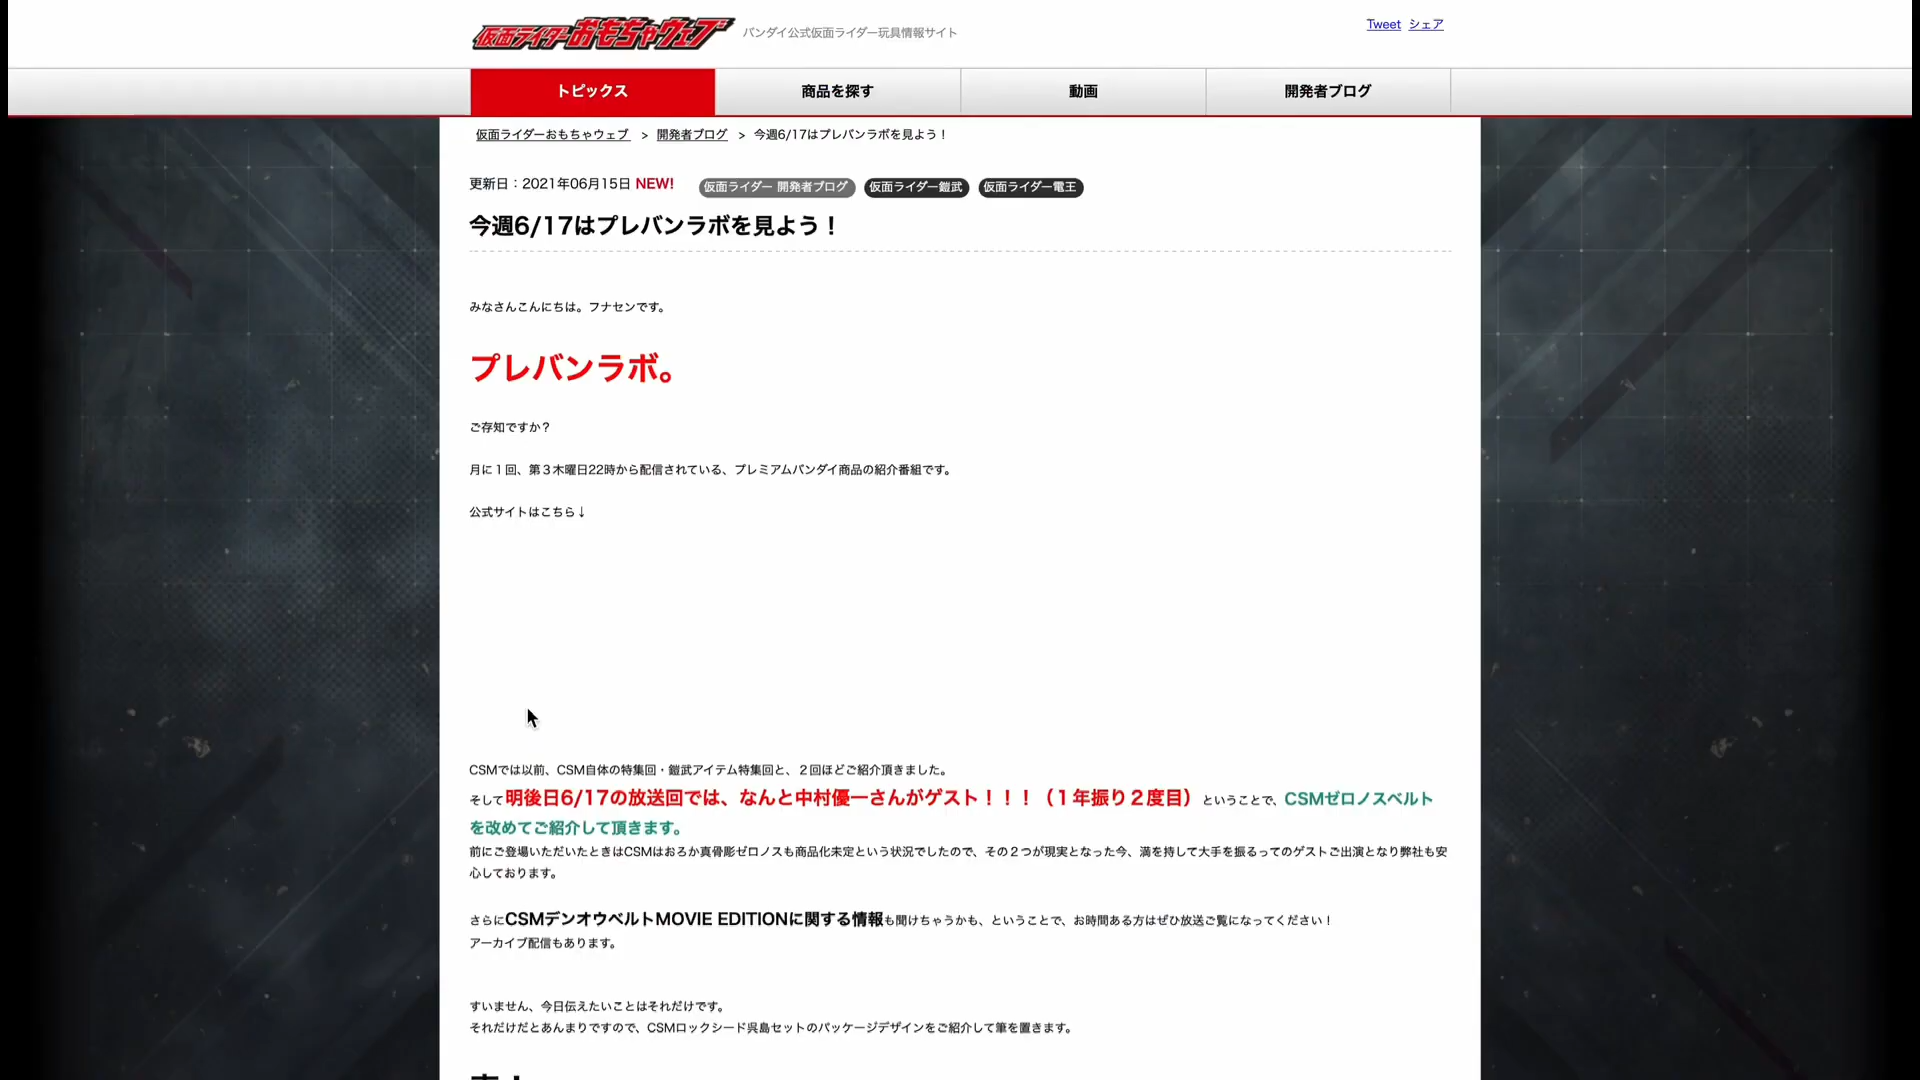 仮面ライダーおもちゃウェブ バンダイ公式仮面ライダー玩具情報サイト Tweet シェア
トピックス 商品を探す 動画 開発者ブログ
仮面ライダーおもちゃウェブ > 開発者ブログ > 今週6/17はプレバンラボを見よう！
更新日：2021年06月15日 NEW! 仮面ライダー 開発者ブログ 仮面ライダー鎧武 仮面ライダー電王
今週6/17はプレバンラボを見よう！
みなさんこんにちは。フナセンです。
プレバンラボ。
ご存知ですか？
月に１回、第３木曜日22時から配信されている、プレミアムバンダイ商品の紹介番組です。
公式サイトはこちら↓
CSMでは以前、CSM自体の特集回・鎧武アイテム特集回と、２回ほどご紹介頂きました。
そして明後日6/17の放送回では、なんと中村優一さんがゲスト！！！（１年振り２度目）ということで、CSMゼロノスベルト
を改めてご紹介して頂きます。
前にご登場いただいたときはCSMはおろか真骨彫ゼロノスも商品化未定という状況でしたので、その２つが現実となった今、満を持して大手を振るってのゲストご出演となり弊社も安
心しております。
さらにCSMデンオウベルトMOVIE EDITIONに関する情報も聞けちゃうかも、ということで、お時間ある方はぜひ放送ご覧になってください！
アーカイブ配信もあります。
すいません、今日伝えたいことはそれだけです。
それだけだとあんまりですので、CSMロックシード呉島セットのパッケージデザインをご紹介して筆を置きます。